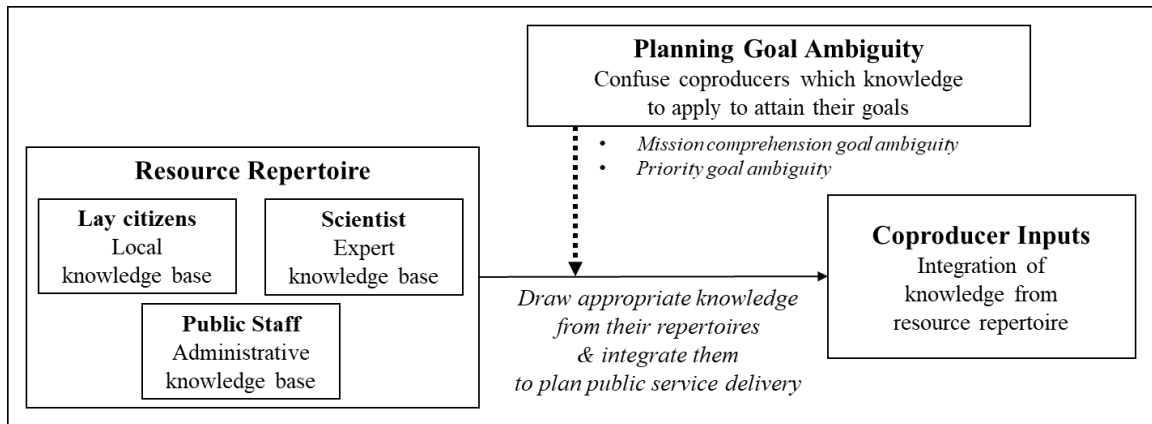 Planning Goal Ambiguity
Confuse coproducers which knowledge
to apply to attain their goals
• Mission comprehension goal ambiguity
• Priority goal ambiguity
Resource Repertoire
Lay citizens
Local
knowledge base
Scientist
Expert
knowledge base
Public Staff
Administrative
knowledge base
Draw appropriate knowledge
from their repertoires
& integrate them
to plan public service delivery
Coproducer Inputs
Integration of
knowledge from
resource repertoire